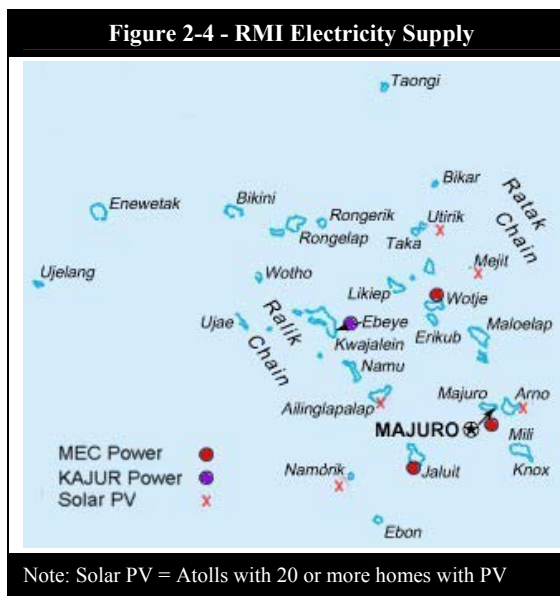 Figure 2-4 - RMI Electricity Supply
Taongi
Bikar
Ratak Chain
Enewetak
Bikini
Rongerik
Utirik
Rongelap
Taka
Mejit
Ujelang
Wotho
Likiep
Wotje
Ralik Chain
Ujae
Ebeye
Erikub
Maloelap
Kwajalein
Namu
Majuro
Arno
Ailinglapalap
MAJURO
Mili
MEC Power
KAJUR Power
Solar PV
Namorik
Jaluit
Knox
Ebon
Note: Solar PV = Atolls with 20 or more homes with PV